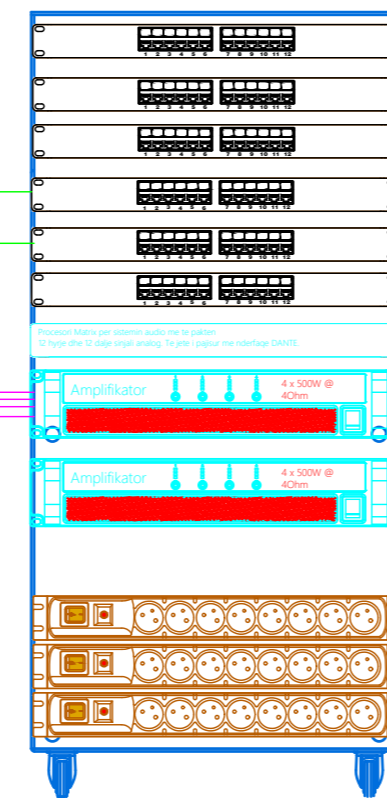 1 2 3 4 5 6 7 8 9 10 11 12
1 2 3 4 5 6 7 8 9 10 11 12
1 2 3 4 5 6 7 8 9 10 11 12
1 2 3 4 5 6 7 8 9 10 11 12
1 2 3 4 5 6 7 8 9 10 11 12
1 2 3 4 5 6 7 8 9 10 11 12
Procesori Matrix per sistemin audio me te pakten
12 hyrje dhe 12 dalje sinjali analog. Te jete i pajisur me nderfaqe DANTE
Amplifikator
4 x 500W @
4Ohm
Amplifikator
4 x 500W @
4Ohm